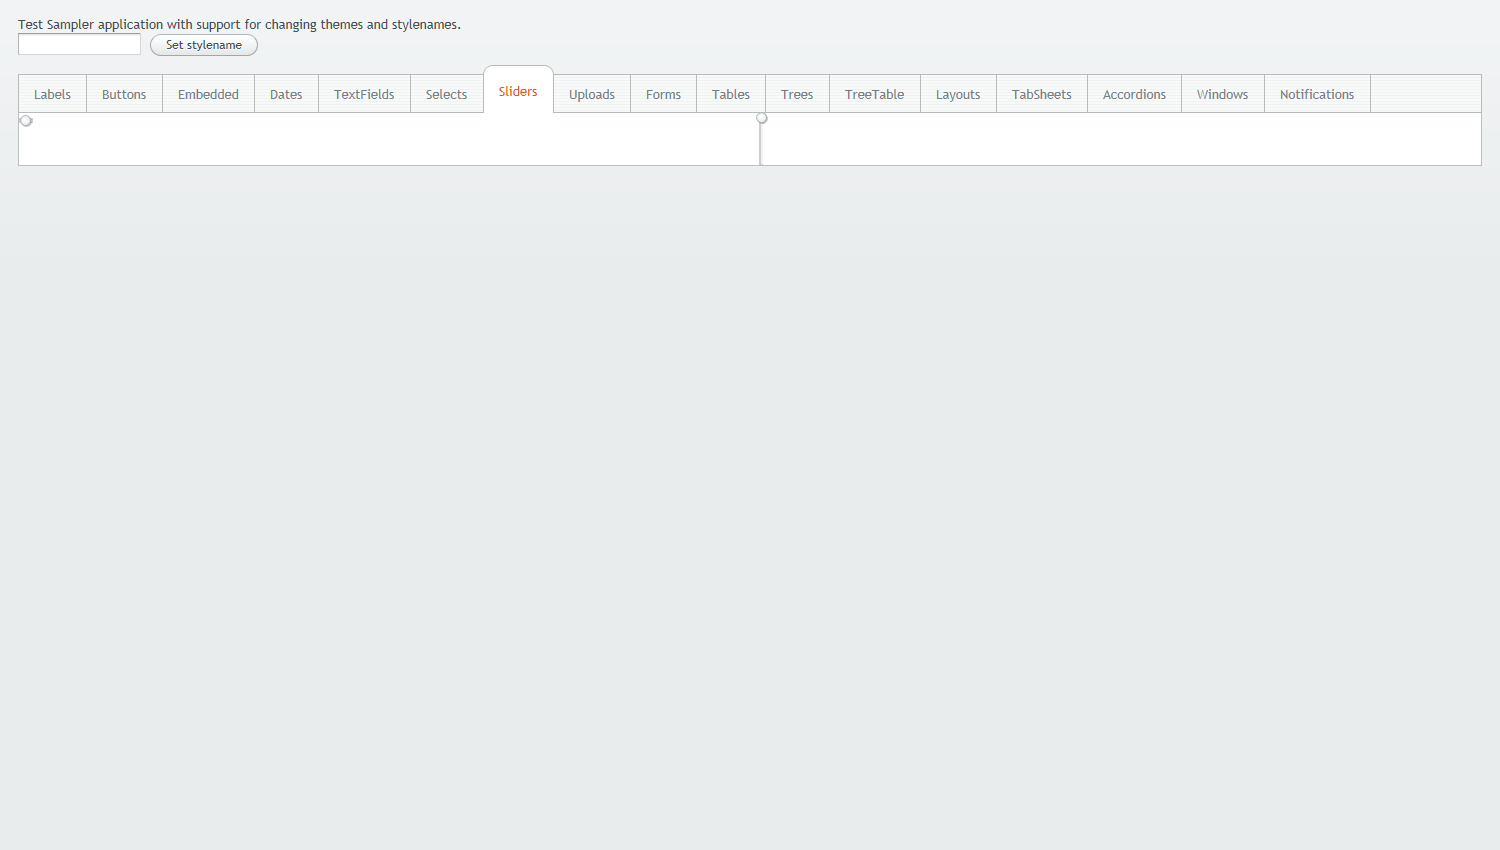 Test Sampler application with support for changing themes and stylenames.
Set stylename
Labels Buttons Embedded Dates TextFields Selects Sliders Uploads Forms Tables Trees TreeTable Layouts TabSheets Accordions Windows Notifications